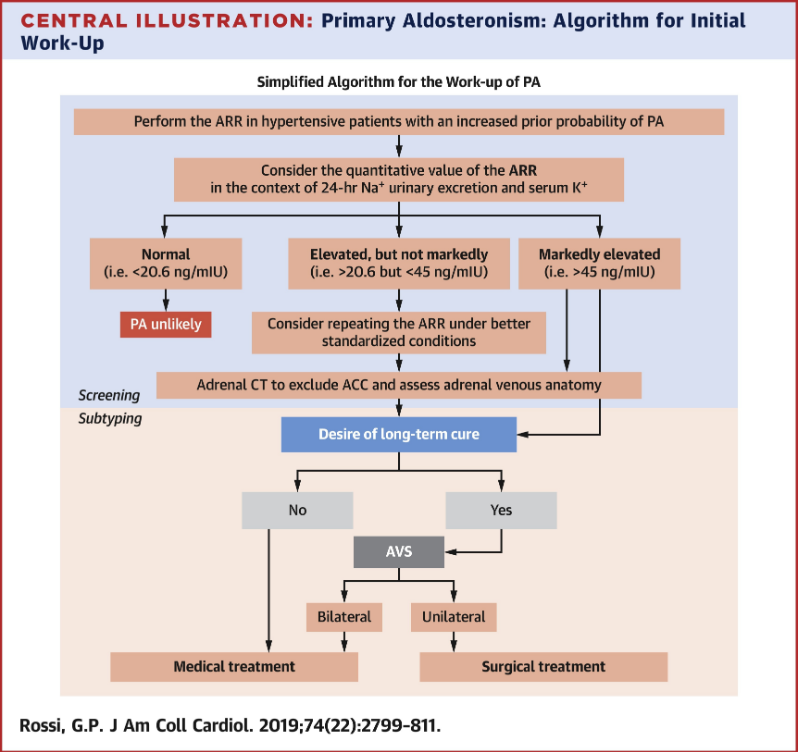 CENTRAL ILLUSTRATION: Primary Aldosteronism: Algorithm for Initial
Work-Up
Simplified Algorithm for the Work-up of PA
Perform the ARR in hypertensive patients with an increased prior probability of PA
Consider the quantitative value of the ARR
in the context of 24-hr Na⁺ urinary excretion and serum K⁺
Normal
(i.e. <20.6 ng/mIU)
Elevated, but not markedly
(i.e. >20.6 but <45 ng/mIU)
Markedly elevated
(i.e. >45 ng/mIU)
PA unlikely
Consider repeating the ARR under better
standardized conditions
Adrenal CT to exclude ACC and assess adrenal venous anatomy
Screening
Subtyping
Desire of long-term cure
No
Yes
AVS
Bilateral
Unilateral
Medical treatment
Surgical treatment
Rossi, G.P. J Am Coll Cardiol. 2019;74(22):2799-811.